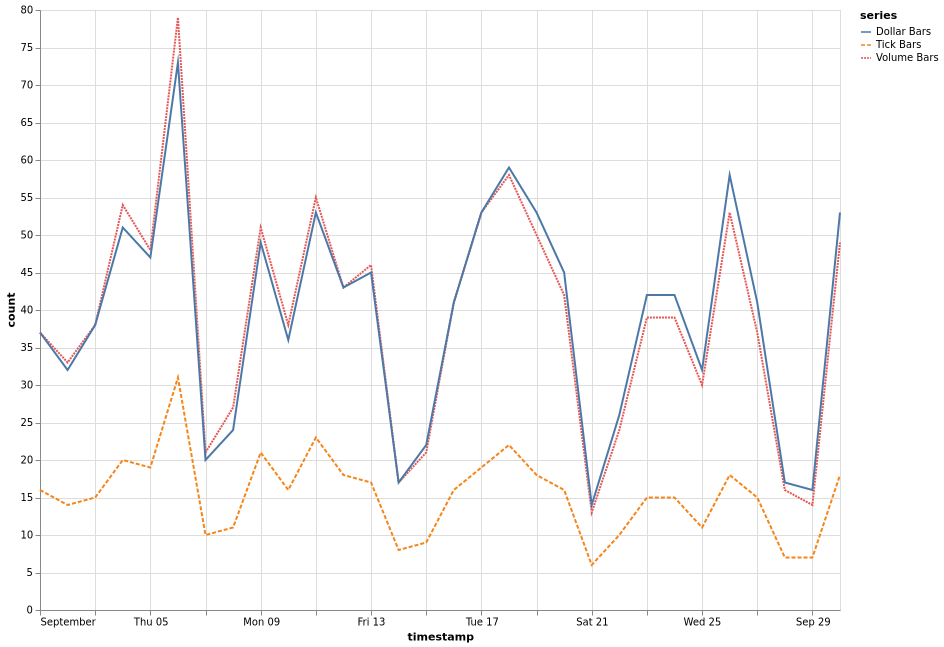 80
75
70
65
60
55
50
45
40
35
30
25
20
15
10
5
0
count
September Thu 05 Mon 09 Fri 13 Tue 17 Sat 21 Wed 25 Sep 29
timestamp
series
Dollar Bars
Tick Bars
Volume Bars